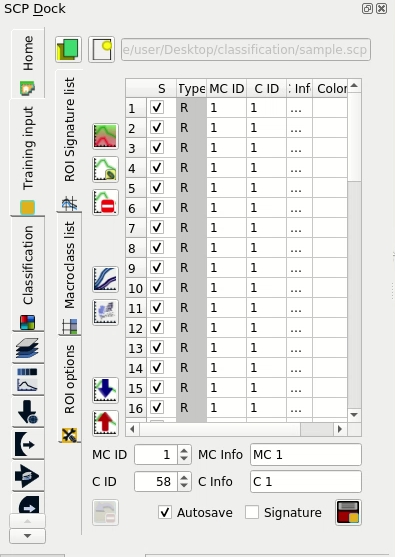 SCP Dock
e/user/Desktop/classification/sample.scp
Home
Training input
Classification
ROI Signature list
Macroclass list
ROI options
S Type MC ID C ID Inf Color
1 R 1 1 ...
2 R 1 1 ...
3 R 1 1 ...
4 R 1 1 ...
5 R 1 1 ...
6 R 1 1 ...
7 R 1 1 ...
8 R 1 1 ...
9 R 1 1 ...
10 R 1 1 ...
11 R 1 1 ...
12 R 1 1 ...
13 R 1 1 ...
14 R 1 1 ...
15 R 1 1 ...
16 R 1 1 ...
MC ID 1 MC Info MC 1
C ID 58 C Info C 1
Autosave Signature